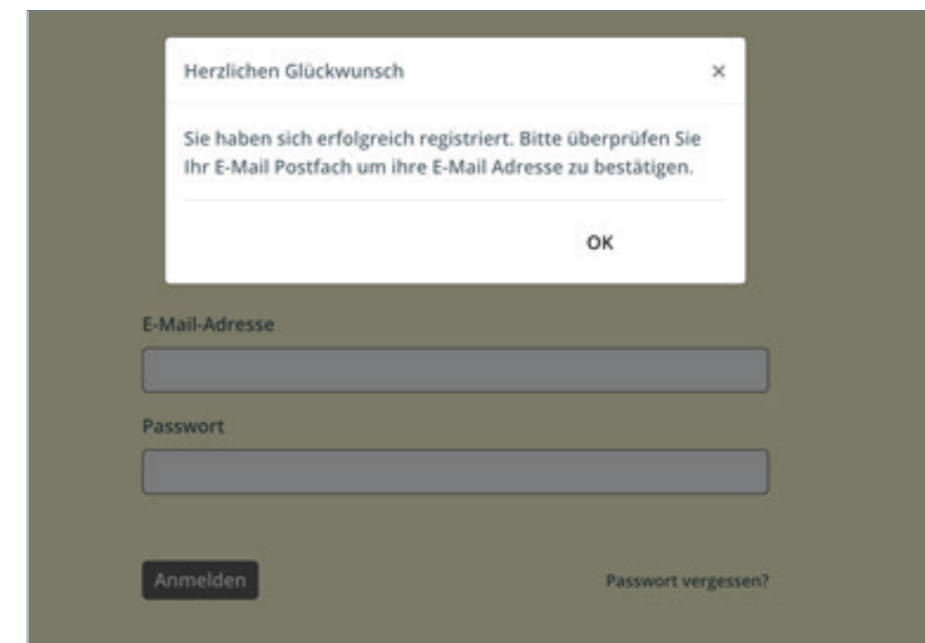 Herzlichen Glückwunsch ×
Sie haben sich erfolgreich registriert. Bitte überprüfen Sie
Ihr E-Mail Postfach um ihre E-Mail Adresse zu bestätigen.
OK
E-Mail-Adresse
Passwort
Anmelden Passwort vergessen?